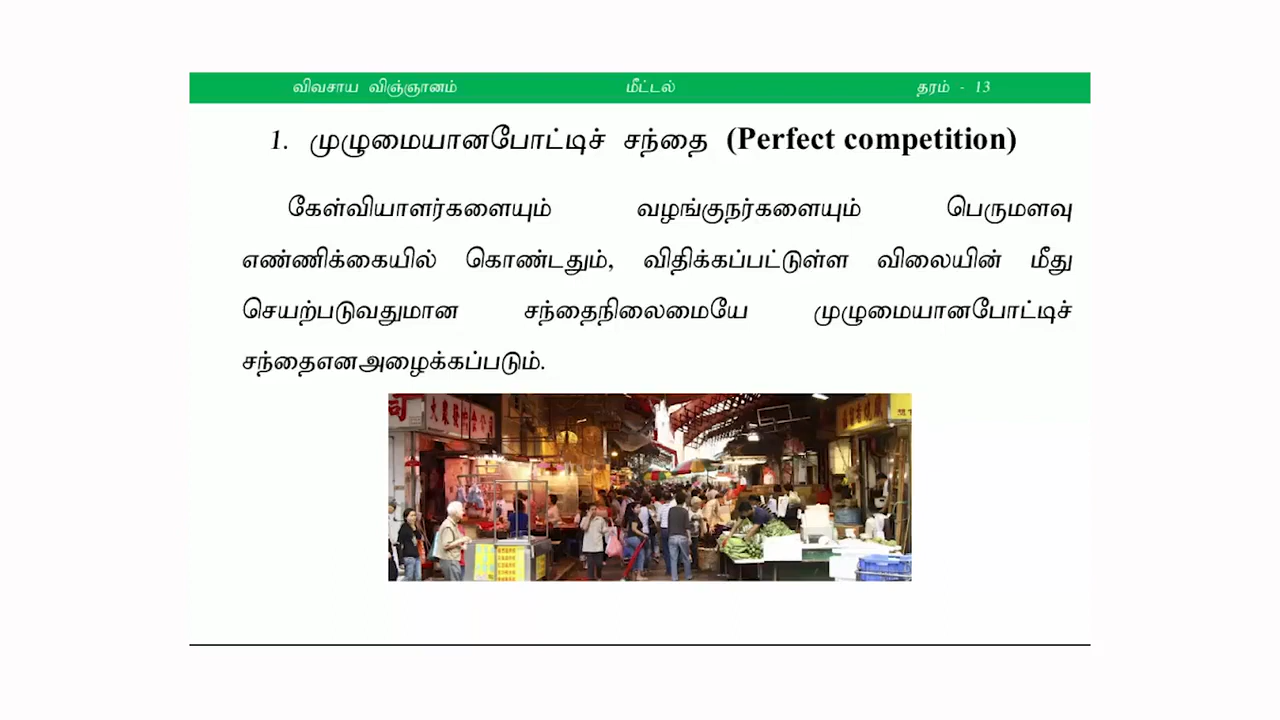 விவசாய விஞ்ஞானம் மீட்டல் தரம் - 13
1. முழுமையானபோட்டிச் சந்தை (Perfect competition)
கேள்வியாளர்களையும் வழங்குநர்களையும் பெருமளவு
எண்ணிக்கையில் கொண்டதும், விதிக்கப்பட்டுள்ள விலையின் மீது
செயற்படுவதுமான சந்தைநிலைமையே முழுமையானபோட்டிச்
சந்தைஎனஅழைக்கப்படும்.